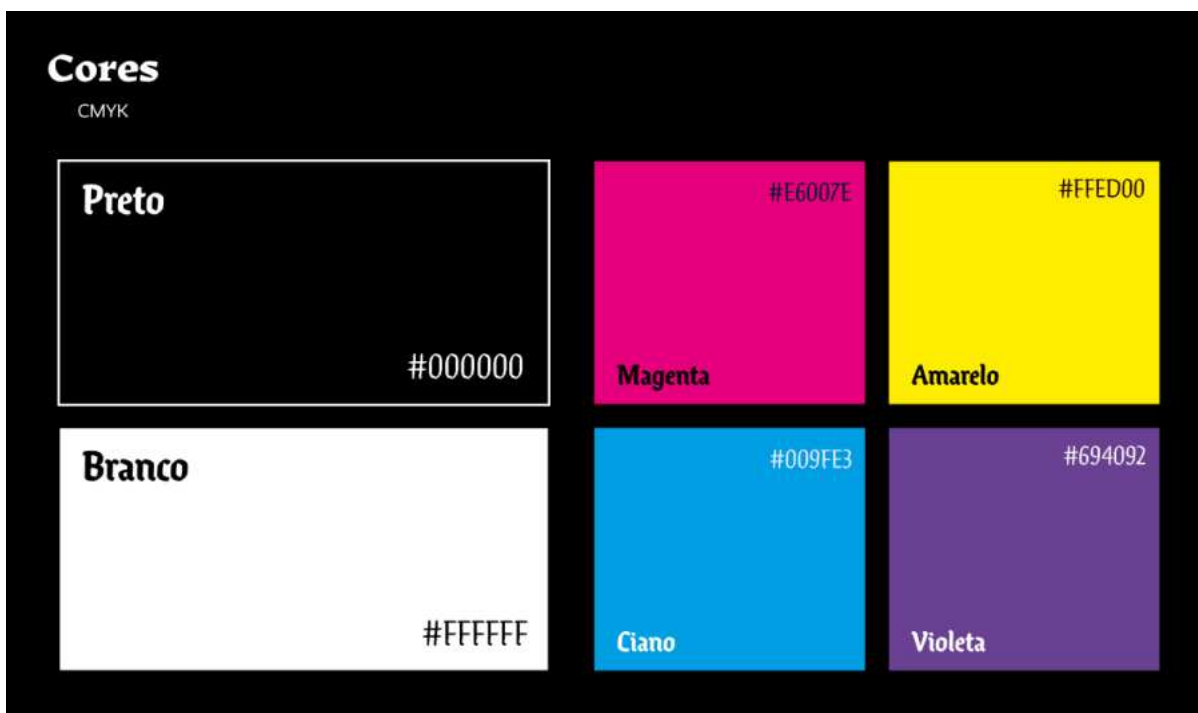 Cores
CMYK
Preto
#000000
#E6007E
Magenta
#FFED00
Amarelo
Branco
#FFFFFF
#009FE3
Ciano
#694092
Violeta